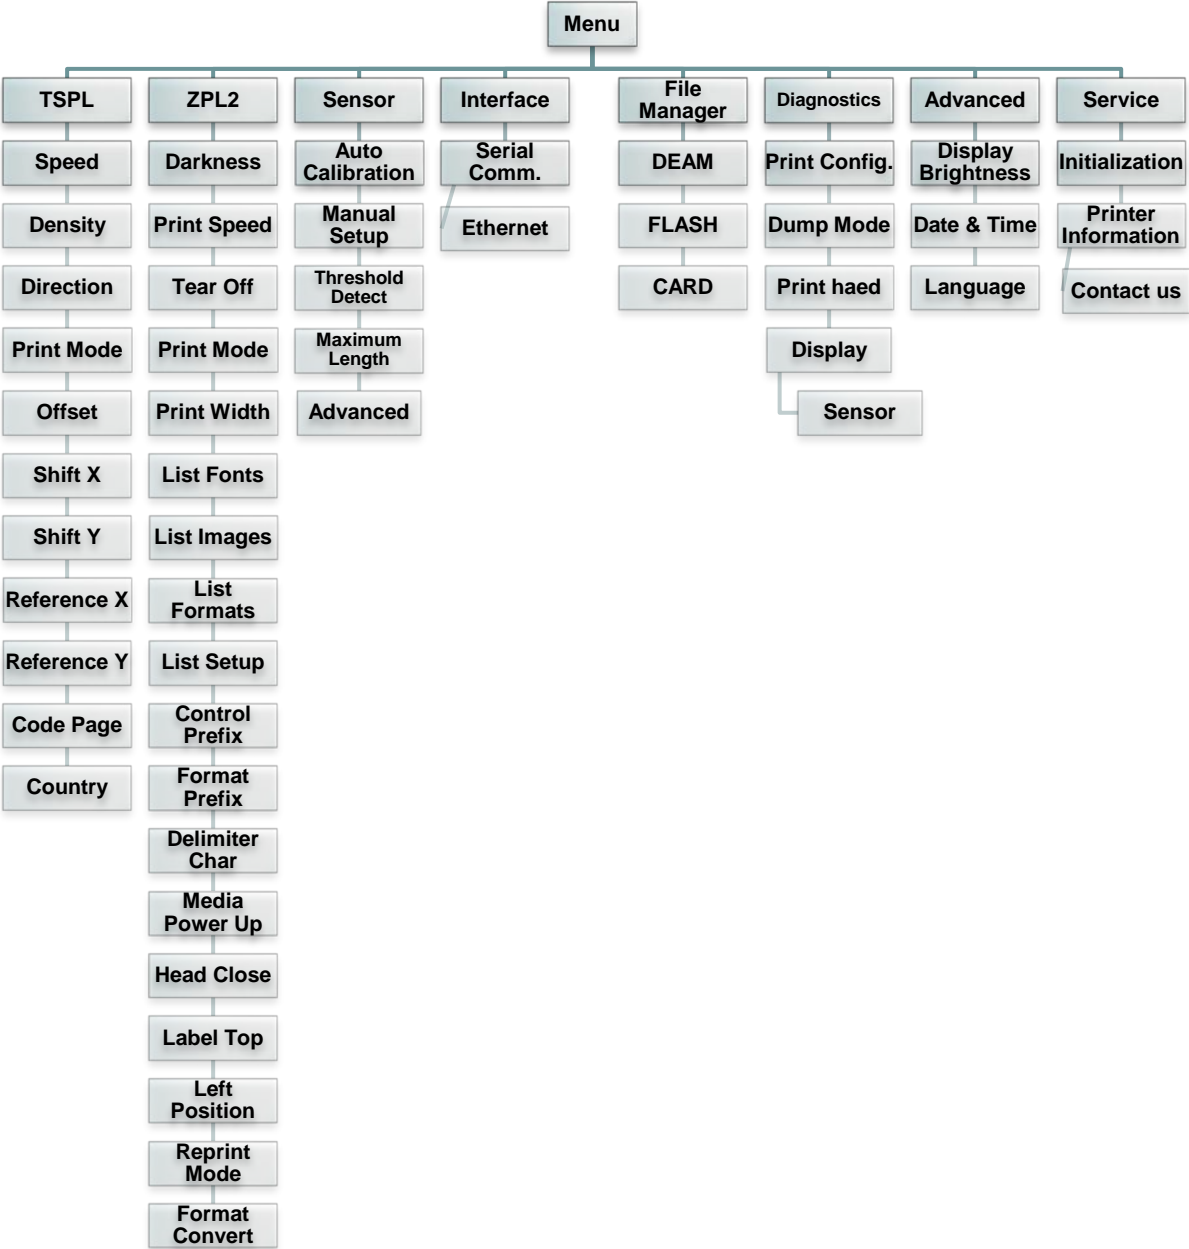 Menu
TSPL
Speed
Density
Direction
Print Mode
Offset
Shift X
Shift Y
Reference X
Reference Y
Code Page
Country
ZPL2
Darkness
Print Speed
Tear Off
Print Mode
Print Width
List Fonts
List Images
List
Formats
List Setup
Control
Prefix
Format
Prefix
Delimiter
Char
Media
Power Up
Head Close
Label Top
Left
Position
Reprint
Mode
Format
Convert
Sensor
Auto
Calibration
Manual
Setup
Threshold
Detect
Maximum
Length
Advanced
Interface
Serial
Comm.
Ethernet
File
Manager
DEAM
FLASH
CARD
Diagnostics
Print Config.
Dump Mode
Print haed
Display
Sensor
Advanced
Display
Brightness
Date & Time
Language
Service
Initialization
Printer
Information
Contact us